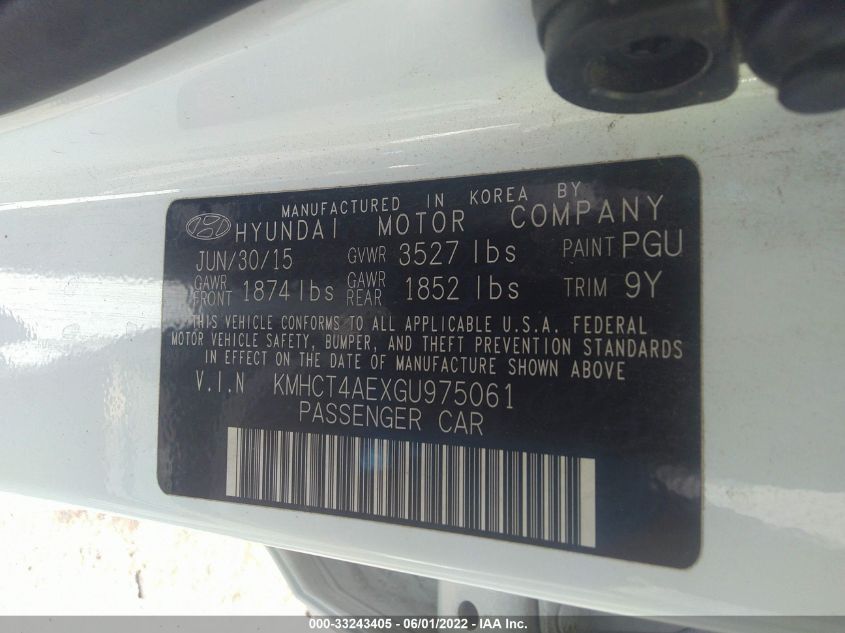 MANUFACTURED IN KOREA BY
HYUNDAI MOTOR COMPANY
JUN/30/15 GVWR 3527 lbs PAINT PGU
GAWR FRONT 1874 lbs GAWR REAR 1852 lbs TRIM 9Y
THIS VEHICLE CONFORMS TO ALL APPLICABLE U.S.A. FEDERAL
MOTOR VEHICLE SAFETY, BUMPER, AND THEFT PREVENTION STANDARDS
IN EFFECT ON THE DATE OF MANUFACTURE SHOWN ABOVE
V.I.N KMHCT4AEXGU975061
PASSENGER CAR
000-33243405 - 06/01/2022 - IAA Inc.